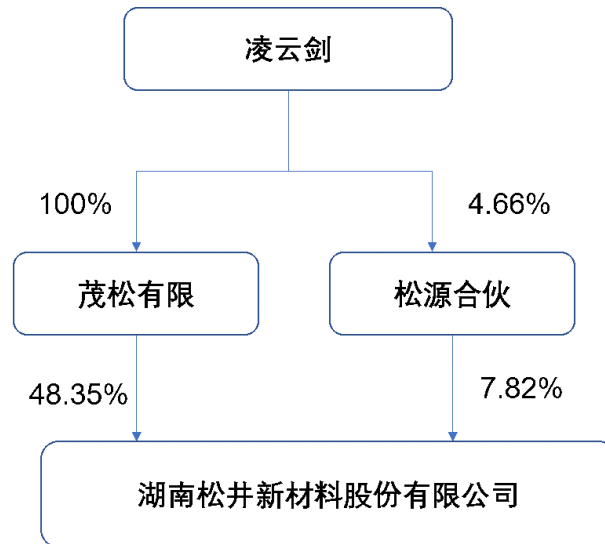 凌云剑
100%
4.66%
茂松有限
松源合伙
48.35%
7.82%
湖南松井新材料股份有限公司